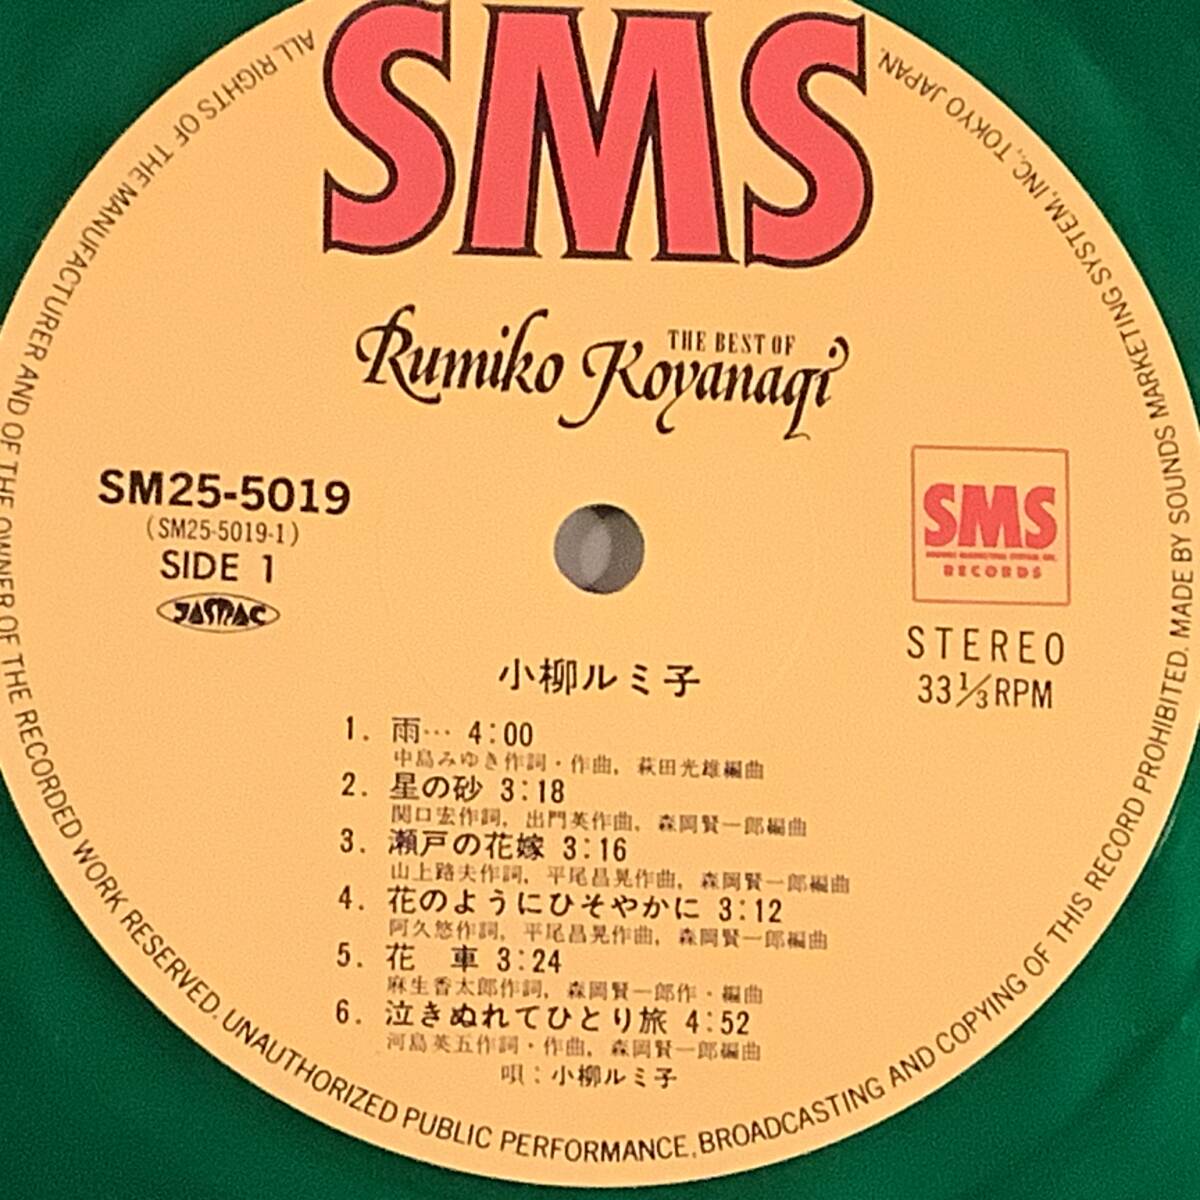 SMS
THE BEST OF
Rumiko Koyanagi
SM25-5019
(SM25-5019-1)
SIDE 1
JASRAC
SMS
SOUNDS MARKETING SYSTEM, INC.
RECORDS
STEREO
33 1/3 RPM
小柳ルミ子
1. 雨… 4:00
中島みゆき作詞・作曲, 萩田光雄編曲
2. 星の砂 3:18
関口宏作詞, 出門英作曲, 森岡賢一郎編曲
3. 瀬戸の花嫁 3:16
山上路夫作詞, 平尾昌晃作曲, 森岡賢一郎編曲
4. 花のようにひそやかに 3:12
阿久悠作詞, 平尾昌晃作曲, 森岡賢一郎編曲
5. 花 車 3:24
麻生香太郎作詞, 森岡賢一郎作・編曲
6. 泣きぬれてひとり旅 4:52
河島英五作詞・作曲, 森岡賢一郎編曲
唄:小柳ルミ子
ALL RIGHTS OF THE MANUFACTURER AND OF THE OWNER OF THE RECORDED WORK RESERVED. UNAUTHORIZED PUBLIC PERFORMANCE, BROADCASTING AND COPYING OF THIS RECORD PROHIBITED. MADE BY SOUNDS MARKETING SYSTEM, INC., TOKYO JAPAN.